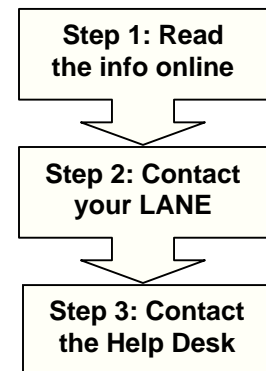 Step 1: Read
the info online
Step 2: Contact
your LANE
Step 3: Contact
the Help Desk